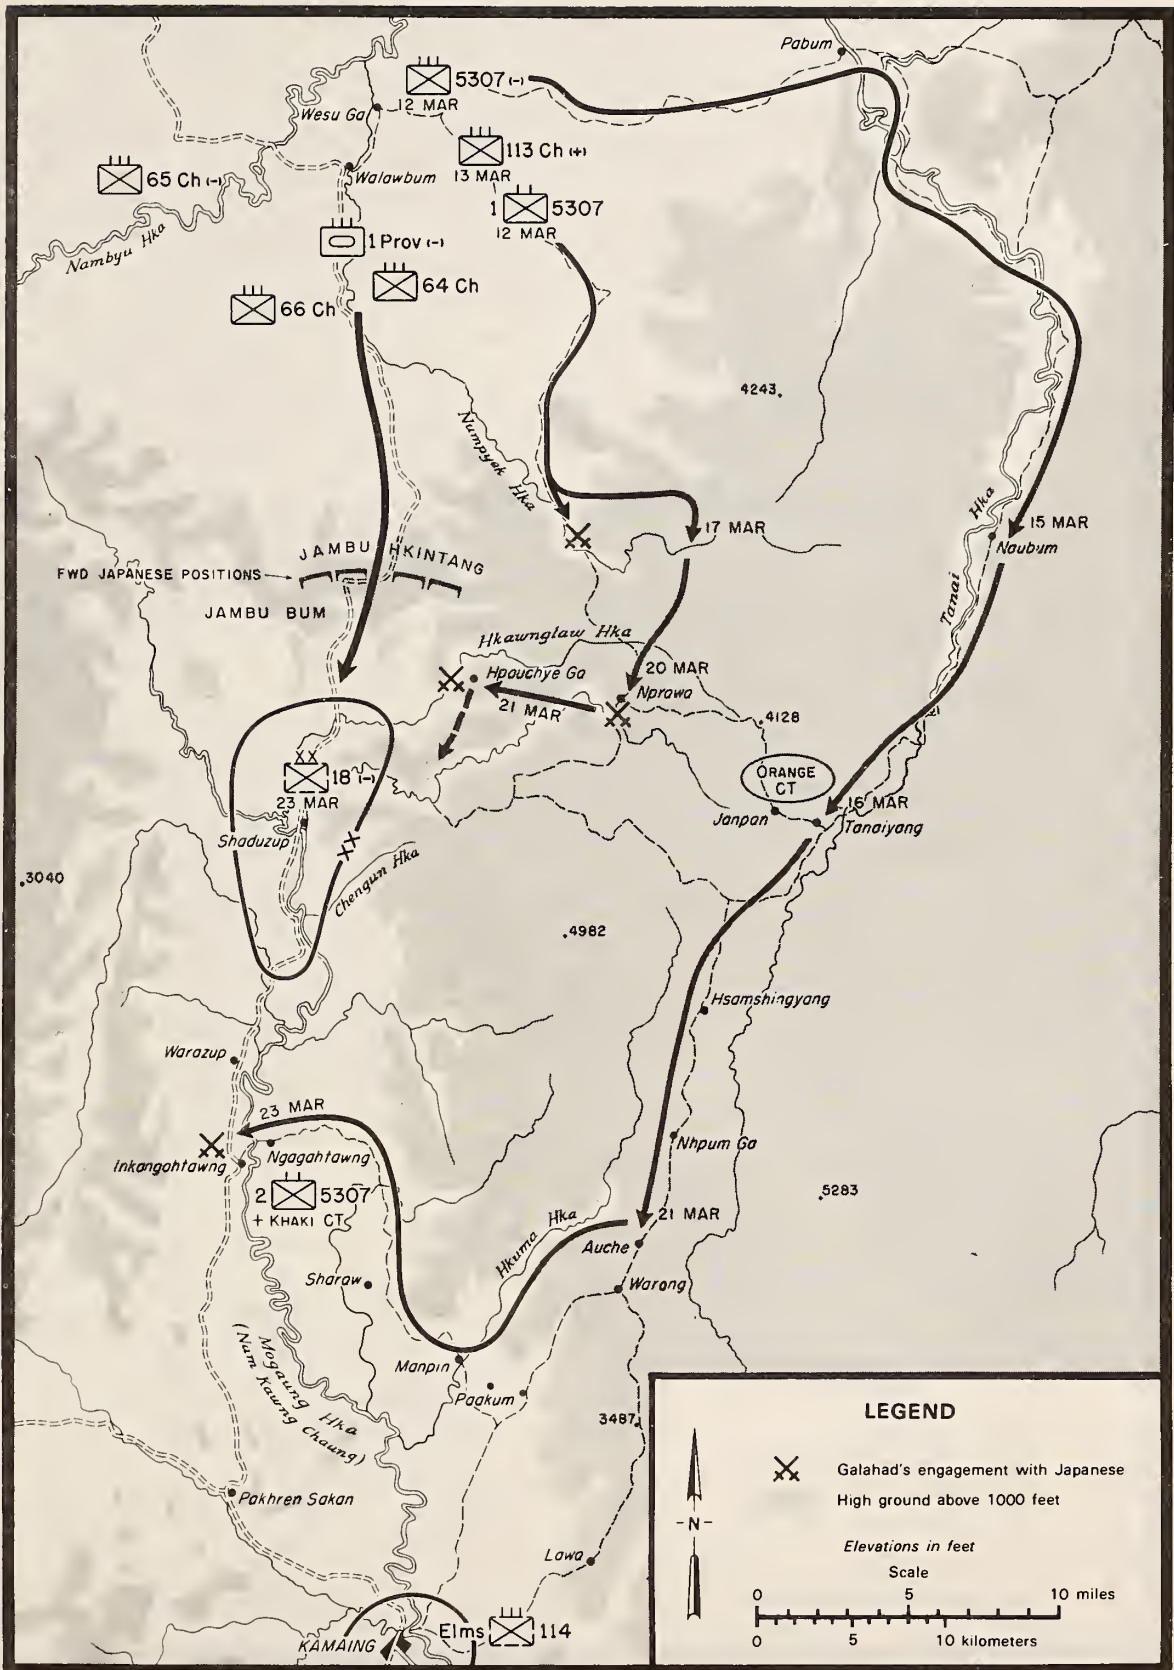 Pabum
5307 (-)
12 MAR
Wesu Ga
113 Ch (+)
13 MAR
65 Ch (-)
Walawbum
1 5307
12 MAR
1 Prov (-)
Nambyu Hka
64 Ch
66 Ch
4243
Numpyek Hka
17 MAR
15 MAR
Naubum
Tanai Hka
JAMBU HKINTANG
FWD JAPANESE POSITIONS
JAMBU BUM
Hkawnglaw Hka
Hpauchye Ga
20 MAR
Nprawa
21 MAR
4128
ORANGE
CT
18 (-)
23 MAR
16 MAR
Janpan
Tanaiyang
Shaduzup
Chengun Hka
3040
4982
Hsamshingyang
Warazup
23 MAR
Nhpum Ga
Ngagahtawng
Inkangahtawng
2 5307
+ KHAKI CT
5283
21 MAR
Hkuma Hka
Auche
Sharaw
Warong
Manpin
Mogaung Hka
(Num Kawng Chaung)
Paakum
3487
LEGEND
Galahad's engagement with Japanese
High ground above 1000 feet
-N-
Elevations in feet
Scale
0 5 10 miles
0 5 10 kilometers
Pakhren Sakan
Lawa
Elms 114
KAMAING